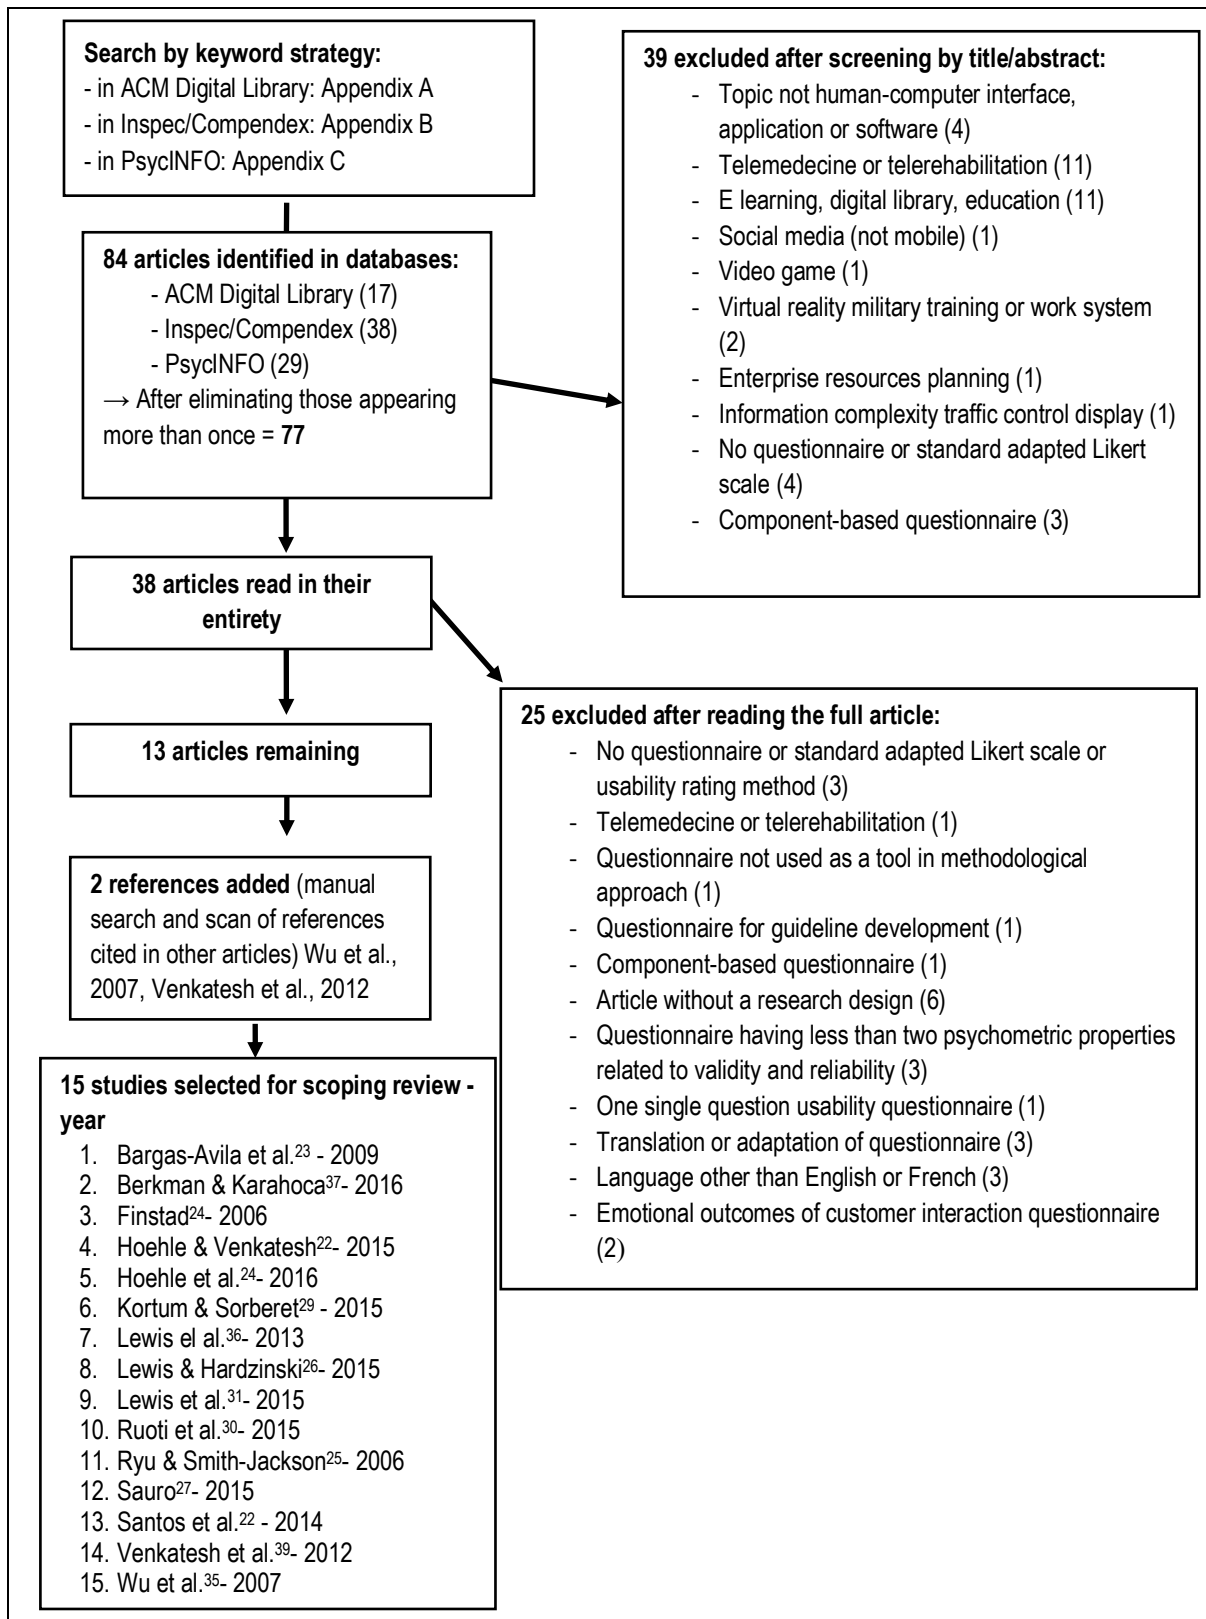 Search by keyword strategy:
- in ACM Digital Library: Appendix A
- in Inspec/Compendex: Appendix B
- in PsycINFO: Appendix C
39 excluded after screening by title/abstract:
- Topic not human-computer interface,
application or software (4)
- Telemedecine or telerehabilitation (11)
- E learning, digital library, education (11)
- Social media (not mobile) (1)
- Video game (1)
- Virtual reality military training or work system
(2)
- Enterprise resources planning (1)
- Information complexity traffic control display (1)
- No questionnaire or standard adapted Likert
scale (4)
- Component-based questionnaire (3)
84 articles identified in databases:
- ACM Digital Library (17)
- Inspec/Compendex (38)
- PsycINFO (29)
→ After eliminating those appearing
more than once = 77
38 articles read in their
entirety
25 excluded after reading the full article:
- No questionnaire or standard adapted Likert scale or
usability rating method (3)
- Telemedecine or telerehabilitation (1)
- Questionnaire not used as a tool in methodological
approach (1)
- Questionnaire for guideline development (1)
- Component-based questionnaire (1)
- Article without a research design (6)
- Questionnaire having less than two psychometric properties
related to validity and reliability (3)
- One single question usability questionnaire (1)
- Translation or adaptation of questionnaire (3)
- Language other than English or French (3)
- Emotional outcomes of customer interaction questionnaire
(2)
13 articles remaining
2 references added (manual
search and scan of references
cited in other articles) Wu et al.,
2007, Venkatesh et al., 2012
15 studies selected for scoping review -
year
1. Bargas-Avila et al.²³ - 2009
2. Berkman & Karahoca³⁷- 2016
3. Finstad²⁴- 2006
4. Hoehle & Venkatesh²²- 2015
5. Hoehle et al.²⁴- 2016
6. Kortum & Sorberet²⁹ - 2015
7. Lewis el al.³⁶- 2013
8. Lewis & Hardzinski²⁶- 2015
9. Lewis et al.³¹- 2015
10. Ruoti et al.³⁰- 2015
11. Ryu & Smith-Jackson²⁵- 2006
12. Sauro²⁷- 2015
13. Santos et al.²² - 2014
14. Venkatesh et al.³⁹- 2012
15. Wu et al.³⁵- 2007